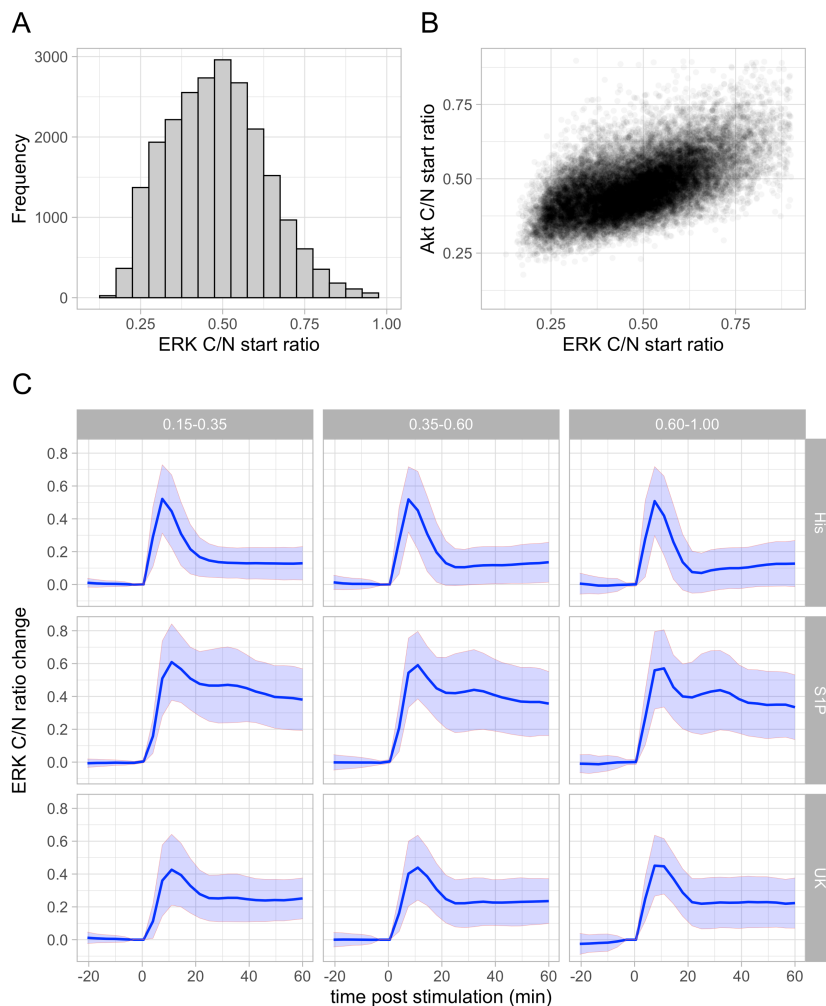 A
B
3000
2000
1000
0
Frequency
0.25 0.50 0.75 1.00
ERK C/N start ratio
0.75
0.50
0.25
Akt C/N start ratio
0.25 0.50 0.75
ERK C/N start ratio
C
0.15-0.35 0.35-0.60 0.60-1.00
ERK C/N ratio change
0.8
0.6
0.4
0.2
0.0
His
0.8
0.6
0.4
0.2
0.0
S1P
0.8
0.6
0.4
0.2
0.0
UK
-20 0 20 40 60 -20 0 20 40 60 -20 0 20 40 60
time post stimulation (min)